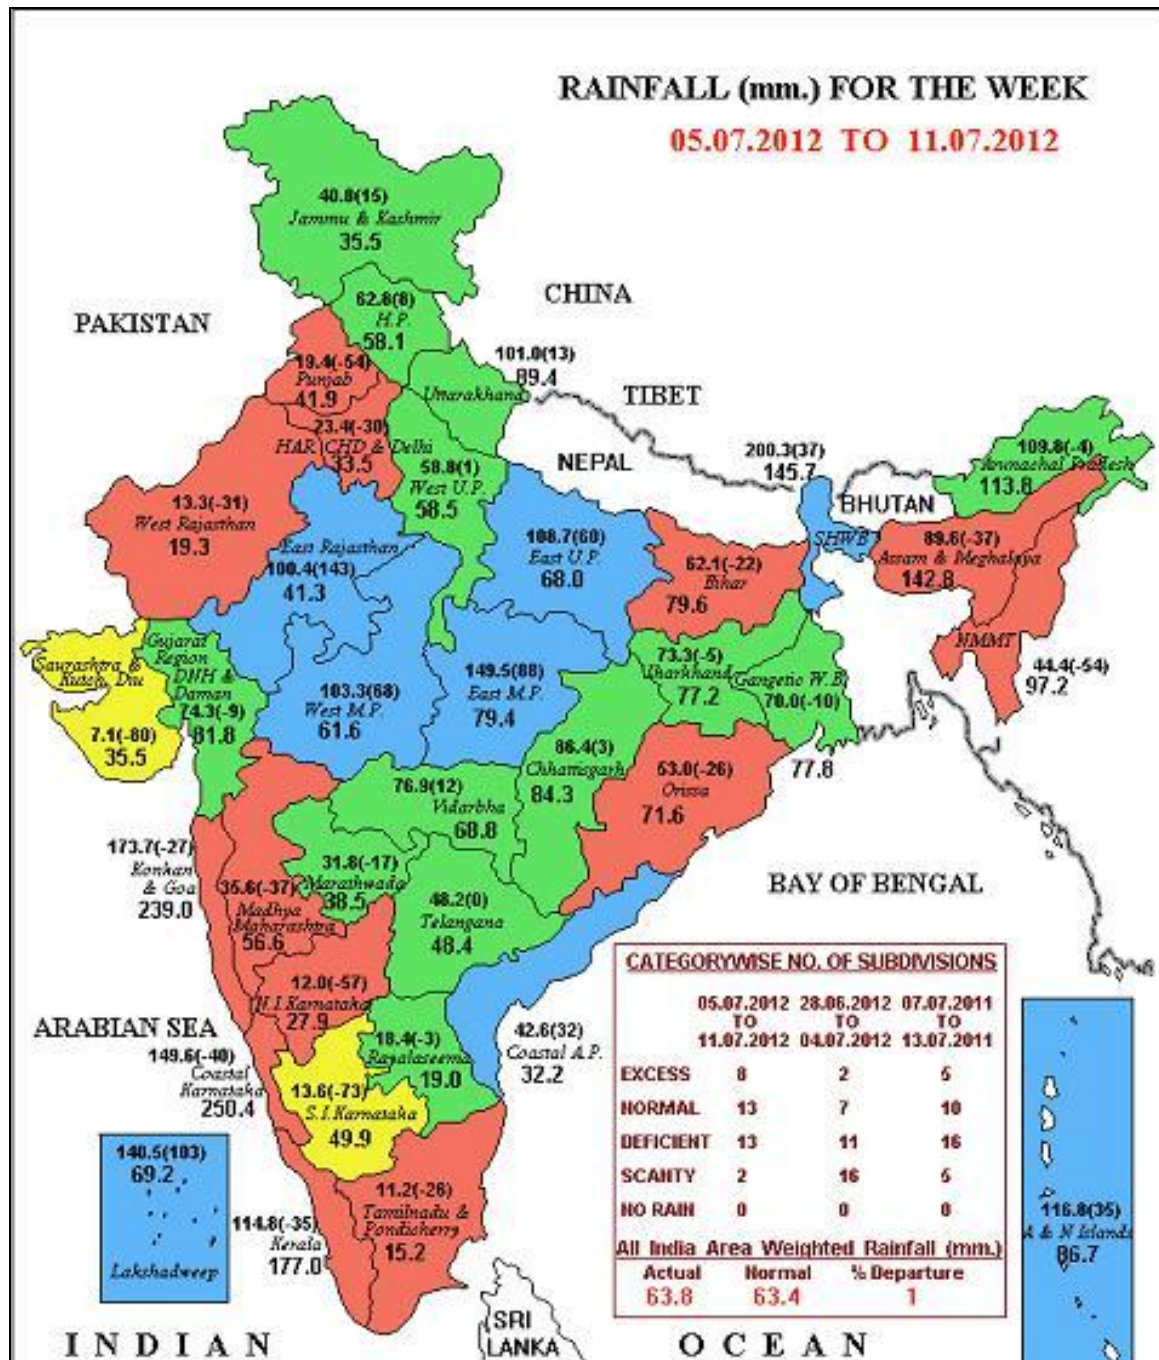 RAINFALL (mm.) FOR THE WEEK
05.07.2012 TO 11.07.2012
40.8(15)
Jammu & Kashmir
35.5
CHINA
62.8(8)
H.P.
58.1
PAKISTAN
101.0(13)
89.4
Uttarakhand
19.4(-54)
Punjab
41.9
TIBET
23.4(-30)
HAR CHD & Delhi
33.5
58.8(1)
West U.P.
58.5
NEPAL
200.3(37)
145.7
BHUTAN
SHWB
109.8(-4)
Arunachal Pradesh
113.8
13.3(-31)
West Rajasthan
19.3
East Rajasthan
100.4(143)
41.3
108.7(60)
East U.P.
68.0
62.1(-22)
Bihar
79.6
89.6(-37)
Assam & Meghalaya
142.8
NMMT
44.4(-54)
97.2
Saurashtra &
Kutch, Diu
7.1(-80)
35.5
Gujarat
Region
DNH &
Daman
74.3(-9)
81.8
103.3(68)
West M.P.
61.6
149.5(88)
East M.P.
79.4
73.3(-5)
Jharkhand
77.2
Gangetic W.B.
70.0(-10)
77.8
86.4(3)
Chhattisgarh
84.3
53.0(-26)
Orissa
71.6
76.9(12)
Vidarbha
68.8
173.7(-27)
Konkan
& Goa
239.0
35.6(-37)
Madhya
Maharashtra
56.6
31.8(-17)
Marathwada
38.5
48.2(0)
Telangana
48.4
BAY OF BENGAL
12.0(-57)
N.I.Karnataka
27.9
ARABIAN SEA
149.6(-40)
Coastal
Karnataka
250.4
18.4(-3)
Rayalaseema
19.0
42.6(32)
Coastal A.P.
32.2
13.6(-73)
S.I.Karnataka
49.9
140.5(103)
69.2
Lakshadweep
114.8(-35)
Kerala
177.0
11.2(-26)
Tamilnadu &
Pondicherry
15.2
CATEGORYWISE NO. OF SUBDIVISIONS
05.07.2012 28.06.2012 07.07.2011
TO TO TO
11.07.2012 04.07.2012 13.07.2011
EXCESS 8 2 5
NORMAL 13 7 10
DEFICIENT 13 11 16
SCANTY 2 16 5
NO RAIN 0 0 0
All India Area Weighted Rainfall (mm.)
Actual Normal % Departure
63.8 63.4 1
116.8(35)
A & N Islands
86.7
SRI
LANKA
INDIAN OCEAN